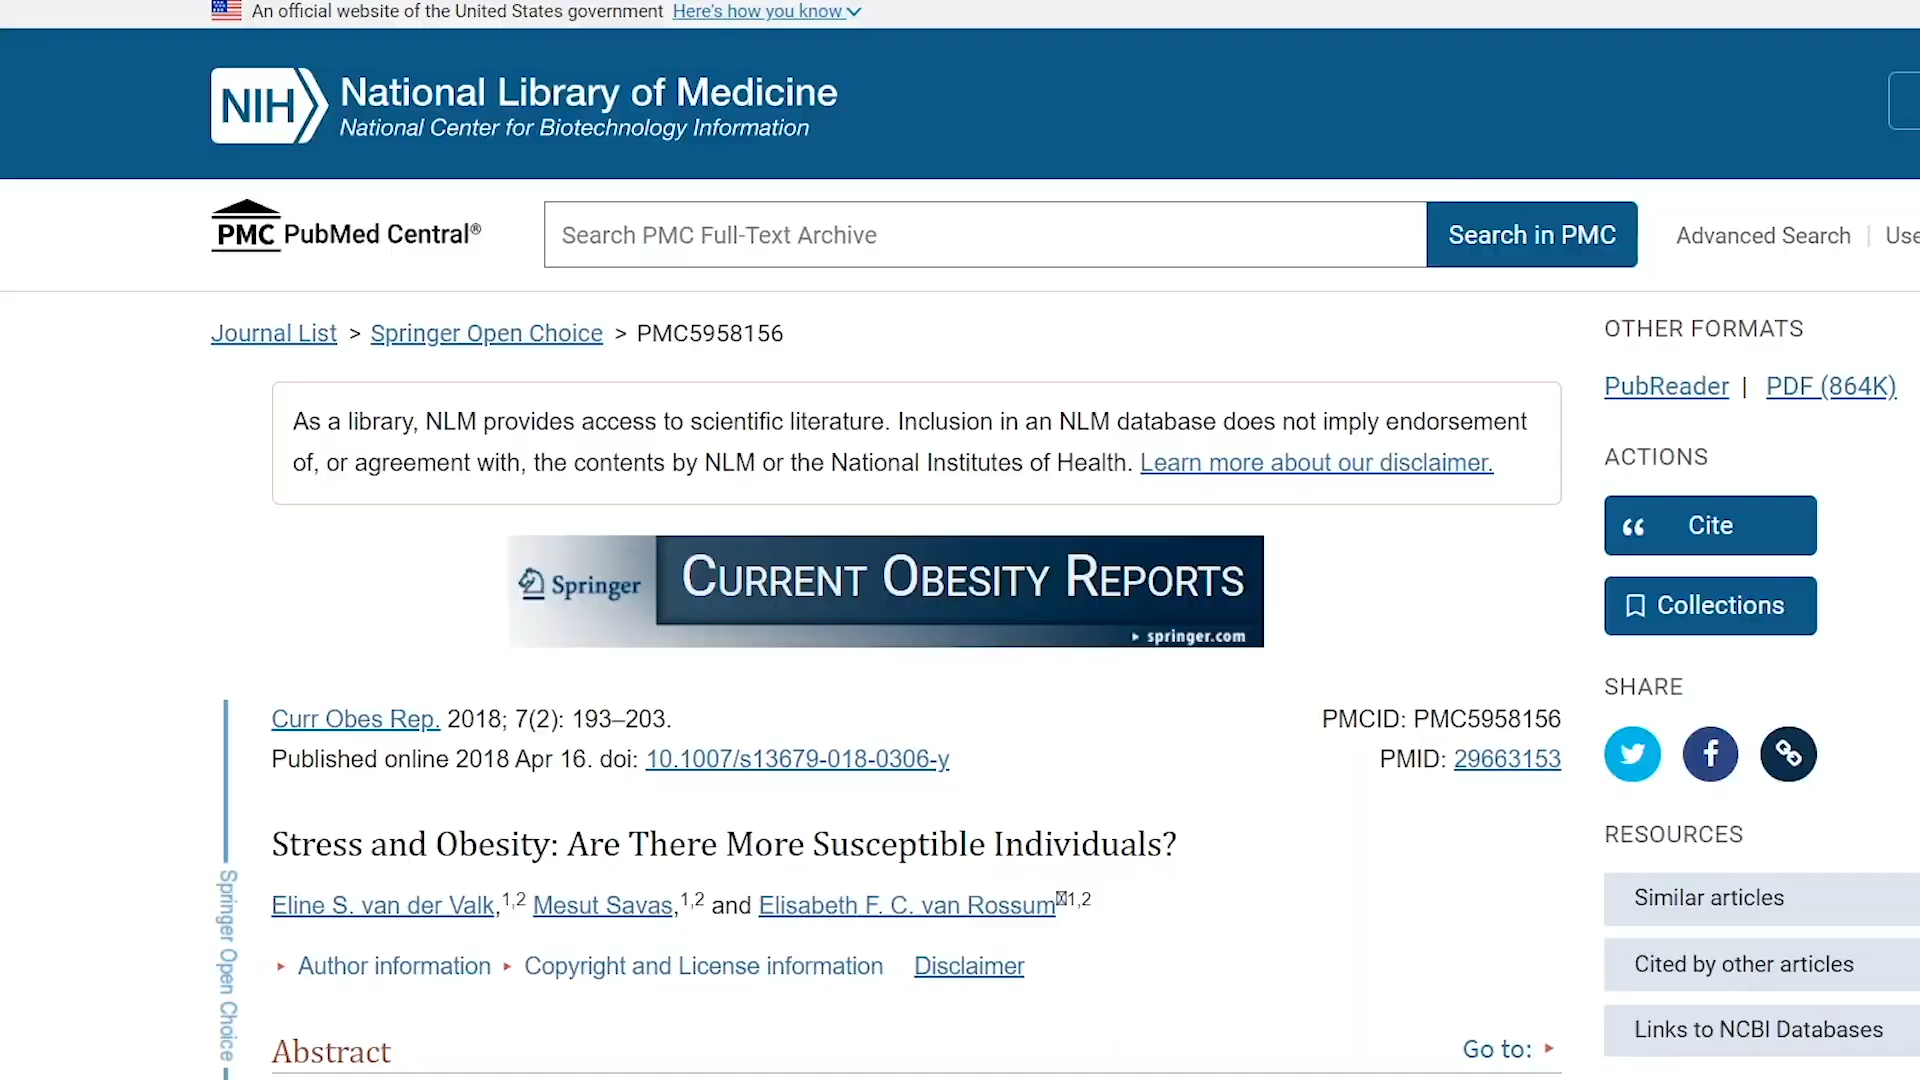 An official website of the United States government Here's how you know
NIH National Library of Medicine
National Center for Biotechnology Information
PMC PubMed Central®
Search PMC Full-Text Archive
Search in PMC
Advanced Search
Journal List > Springer Open Choice > PMC5958156
As a library, NLM provides access to scientific literature. Inclusion in an NLM database does not imply endorsement
of, or agreement with, the contents by NLM or the National Institutes of Health. Learn more about our disclaimer.
Springer
CURRENT OBESITY REPORTS
springer.com
Curr Obes Rep. 2018; 7(2): 193–203.
Published online 2018 Apr 16. doi: 10.1007/s13679-018-0306-y
PMCID: PMC5958156
PMID: 29663153
Stress and Obesity: Are There More Susceptible Individuals?
Eline S. van der Valk,1,2 Mesut Savas,1,2 and Elisabeth F. C. van Rossum1,2
Author information Copyright and License information Disclaimer
Abstract
Go to:
Springer Open Choice
OTHER FORMATS
PubReader | PDF (864K)
ACTIONS
Cite
Collections
SHARE
RESOURCES
Similar articles
Cited by other articles
Links to NCBI Databases